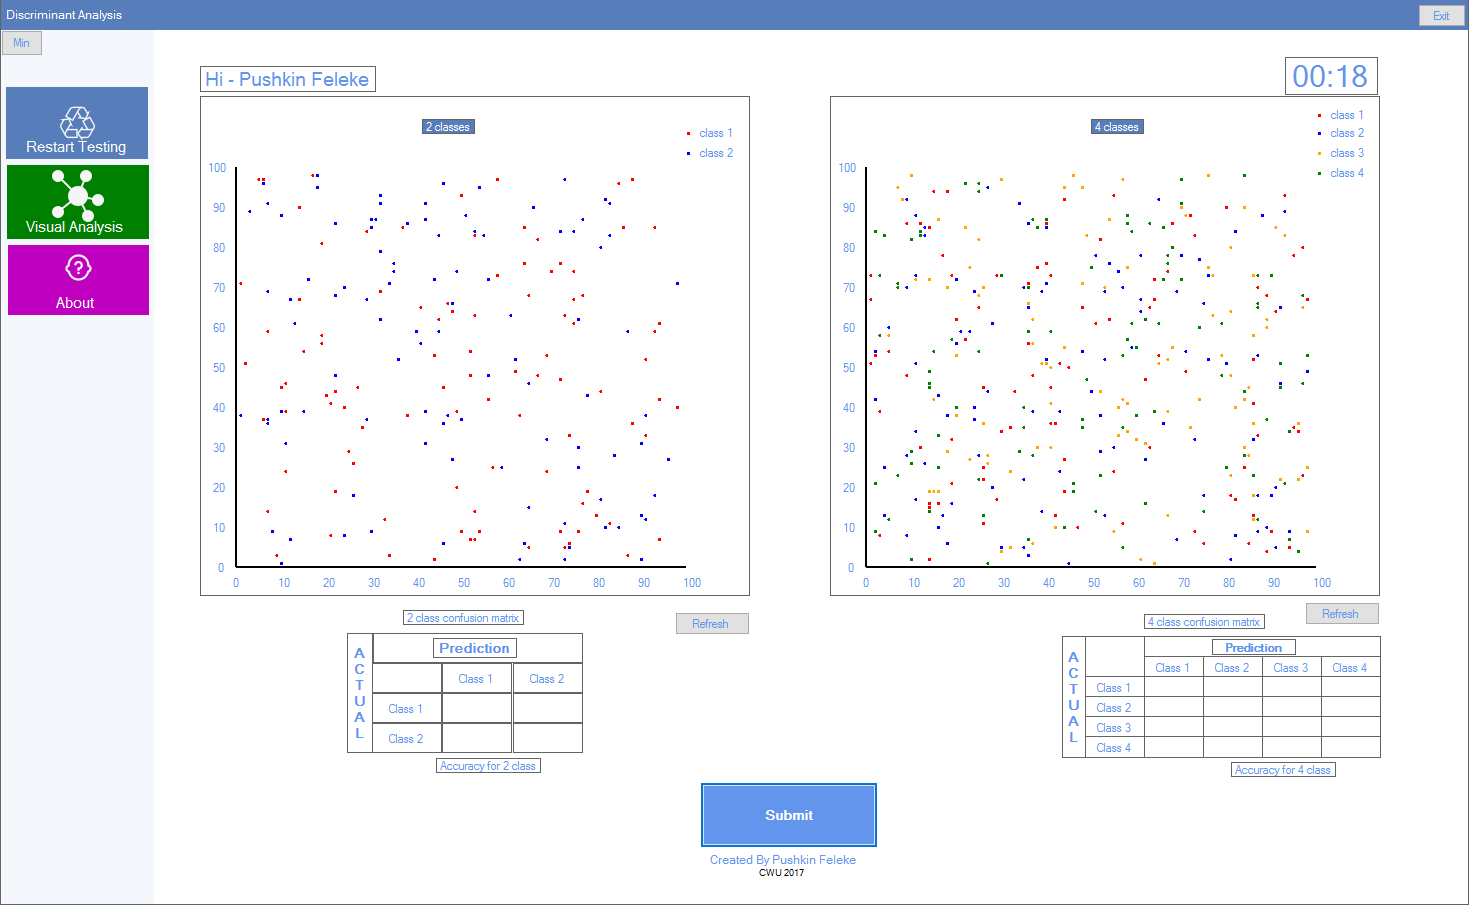 Discriminant Analysis
Exit
Min
Hi - Pushkin Feleke
00:18
Restart Testing
Visual Analysis
?
About
2 classes
class 1
class 2
100
90
80
70
60
50
40
30
20
10
0
0 10 20 30 40 50 60 70 80 90 100
4 classes
class 1
class 2
class 3
class 4
100
90
80
70
60
50
40
30
20
10
0
0 10 20 30 40 50 60 70 80 90 100
2 class confusion matrix
Refresh
ACTUAL
Prediction
Class 1 Class 2
Class 1
Class 2
Accuracy for 2 class
4 class confusion matrix
Refresh
ACTUAL
Prediction
Class 1 Class 2 Class 3 Class 4
Class 1
Class 2
Class 3
Class 4
Accuracy for 4 class
Submit
Created By Pushkin Feleke
CWU 2017